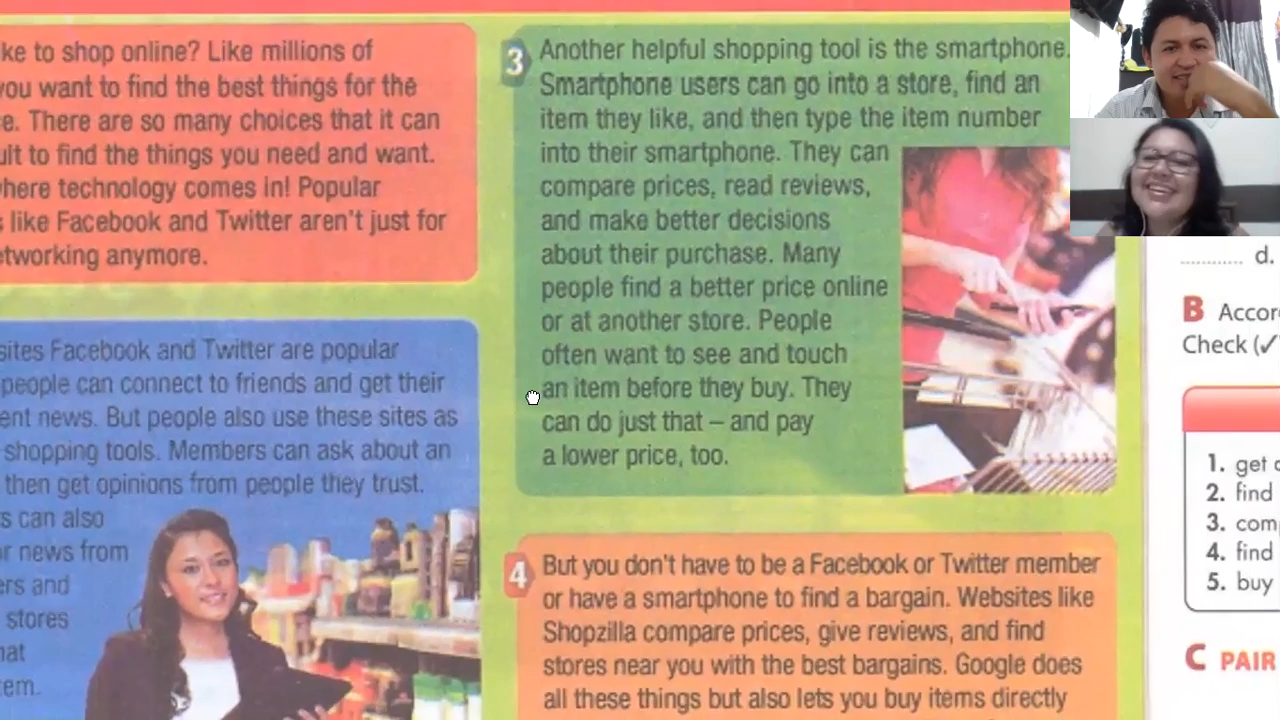 ke to shop online? Like millions of
you want to find the best things for the
e. There are so many choices that it can
ult to find the things you need and want.
where technology comes in! Popular
s like Facebook and Twitter aren't just for
etworking anymore.
sites Facebook and Twitter are popular
people can connect to friends and get their
ent news. But people also use these sites as
shopping tools. Members can ask about an
then get opinions from people they trust.
s can also
or news from
ers and
stores
hat
tem.
3
Another helpful shopping tool is the smartphone.
Smartphone users can go into a store, find an
item they like, and then type the item number
into their smartphone. They can
compare prices, read reviews,
and make better decisions
about their purchase. Many
people find a better price online
or at another store. People
often want to see and touch
an item before they buy. They
can do just that – and pay
a lower price, too.
4
But you don't have to be a Facebook or Twitter member
or have a smartphone to find a bargain. Websites like
Shopzilla compare prices, give reviews, and find
stores near you with the best bargains. Google does
all these things but also lets you buy items directly
............ d.
B Accor
Check (✓
1. get
2. find
3. com
4. find
5. buy
C PAIR